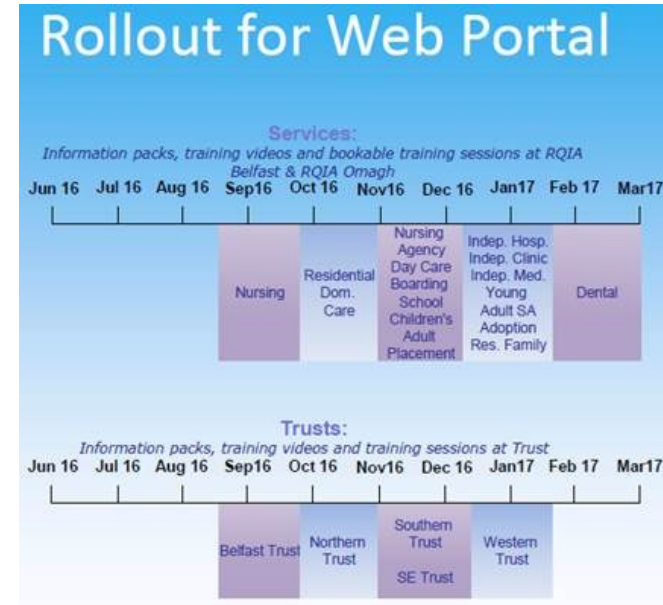 Rollout for Web Portal
Services:
Information packs, training videos and bookable training sessions at RQIA
Belfast & RQIA Omagh
Jun 16 Jul 16 Aug 16 Sep16 Oct 16 Nov16 Dec 16 Jan17 Feb 17 Mar17
Nursing
Residential
Dom.
Care
Nursing
Agency
Day Care
Boarding
School
Children's
Adult
Placement
Indep. Hosp.
Indep. Clinic
Indep. Med.
Young
Adult SA
Adoption
Res. Family
Dental
Trusts:
Information packs, training videos and training sessions at Trust
Jun 16 Jul 16 Aug 16 Sep16 Oct 16 Nov16 Dec 16 Jan17 Feb 17 Mar17
Belfast Trust
Northern
Trust
Southern
Trust
SE Trust
Western
Trust